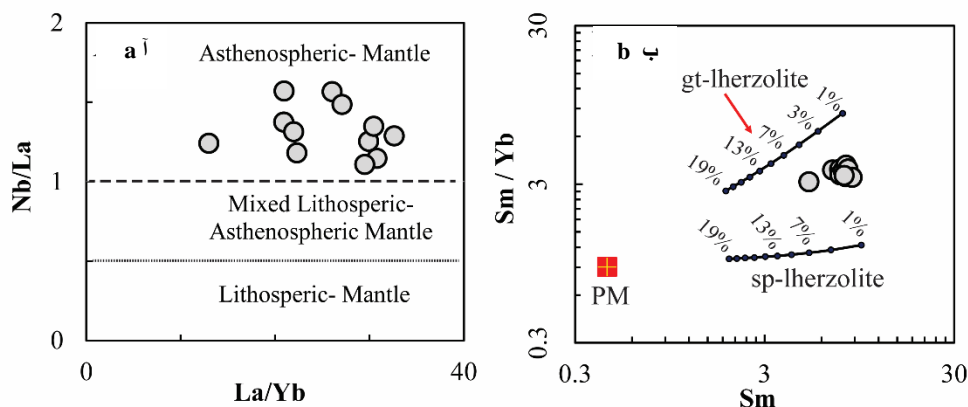 2
a آ
Asthenospheric- Mantle
Nb/La
1
Mixed Lithosperic-
Asthenospheric Mantle
Lithosperic- Mantle
0
0
40
La/Yb
30
b
gt-lherzolite
1%
3%
7%
13%
19%
Sm / Yb
3
19%
13%
7%
1%
sp-lherzolite
PM
0.3
0.3
3
30
Sm